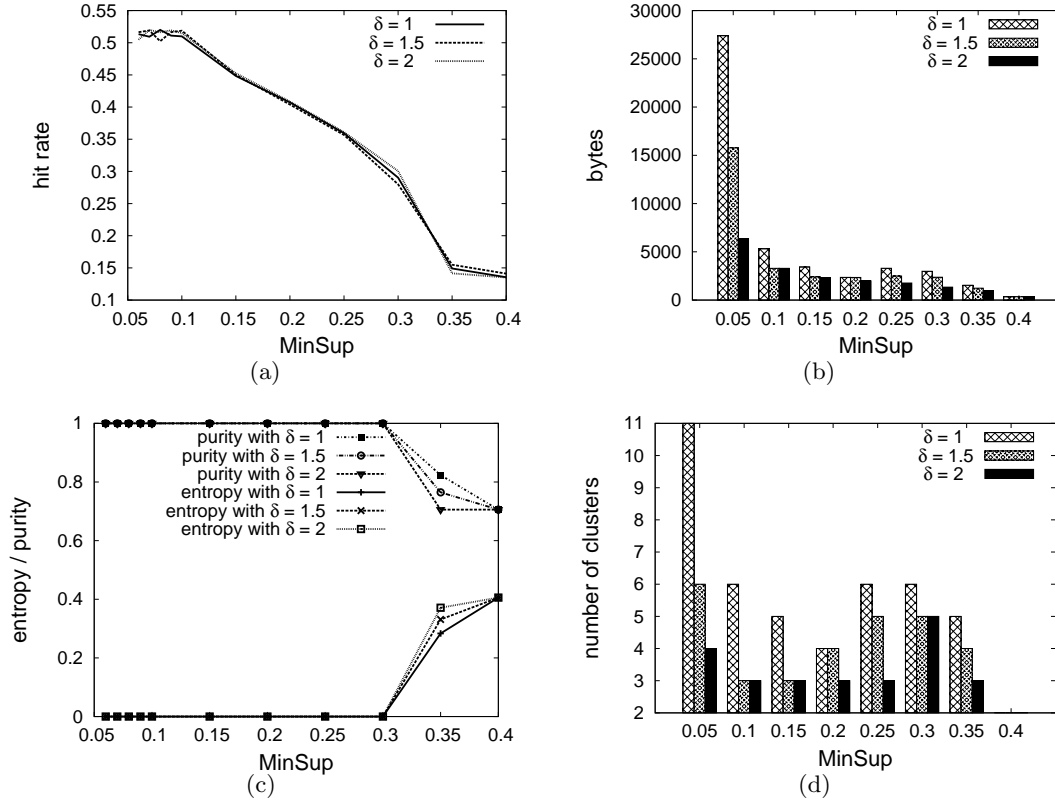 0.55
0.5
0.45
0.4
0.35
0.3
0.25
0.2
0.15
0.1
0.05 0.1 0.15 0.2 0.25 0.3 0.35 0.4
hit rate
MinSup
δ = 1
δ = 1.5
δ = 2
(a)
30000
25000
20000
15000
10000
5000
0
0.05 0.1 0.15 0.2 0.25 0.3 0.35 0.4
bytes
MinSup
δ = 1
δ = 1.5
δ = 2
(b)
1
0.8
0.6
0.4
0.2
0
0.05 0.1 0.15 0.2 0.25 0.3 0.35 0.4
entropy / purity
MinSup
purity with δ = 1
purity with δ = 1.5
purity with δ = 2
entropy with δ = 1
entropy with δ = 1.5
entropy with δ = 2
(c)
11
10
9
8
7
6
5
4
3
2
0.05 0.1 0.15 0.2 0.25 0.3 0.35 0.4
number of clusters
MinSup
δ = 1
δ = 1.5
δ = 2
(d)